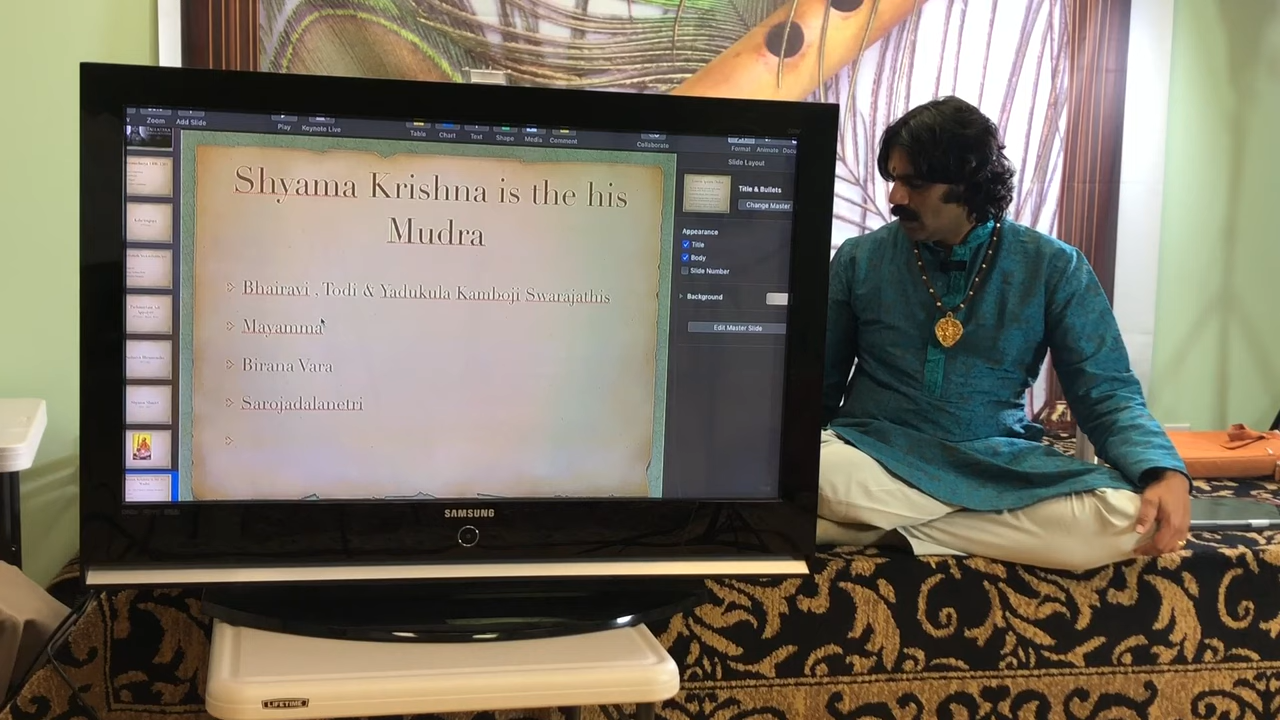 Zoom
Add Slide
Play
Keynote Live
Table
Chart
Text
Shape
Media
Comment
Collaborate
Format
Animate
Slide Layout
Shyama Krishna is the his
Mudra
Bhairavi , Todi & Yadukula Kamboji Swarajathis
Mayamma
Birana Vara
Sarojadalanetri
Title & Bullets
Change Master
Appearance
Title
Body
Slide Number
Background
Edit Master Slide
SAMSUNG
LIFETIME